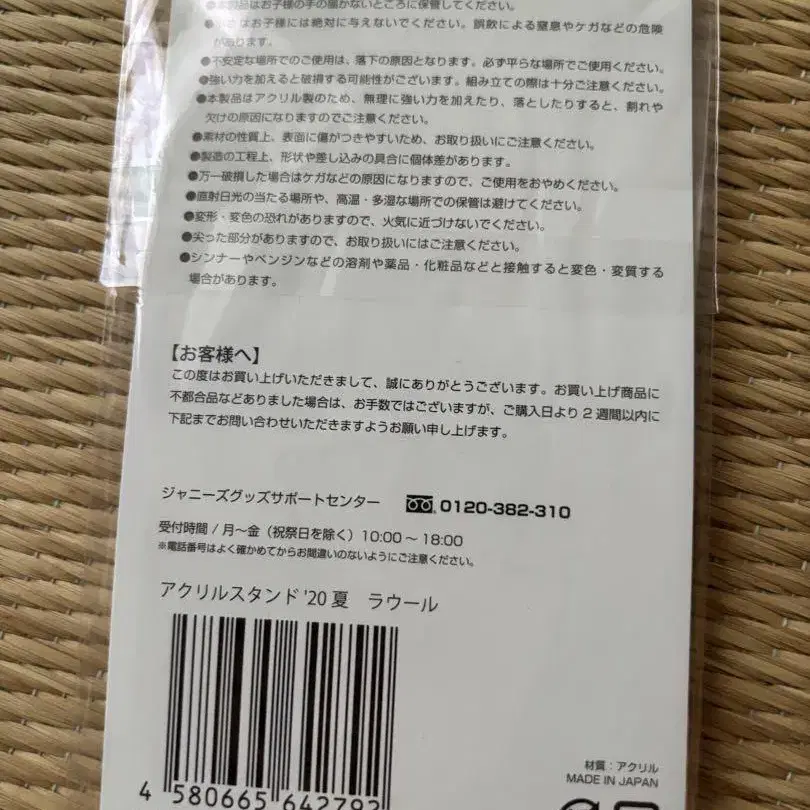 ●本製品はお子様の手の届かないところに保管してください。
お子様には絶対に与えないでください。誤飲による窒息やケガなどの危険
があります。
●不安定な場所でのご使用は、落下の原因となります。必ず平らな場所でご使用ください。
●強い力を加えると破損する可能性がございます。組み立ての際は十分ご注意ください。
●本製品はアクリル製のため、無理に強い力を加えたり、落としたりすると、割れや
欠けの原因になりますのでご注意ください。
●素材の性質上、表面に傷がつきやすいため、お取り扱いにご注意ください。
●製造の工程上、形状や差し込みの具合に個体差があります。
●万一破損した場合はケガなどの原因になりますので、ご使用をおやめください。
●直射日光の当たる場所や、高温・多湿な場所での保管は避けてください。
●変形・変色の恐れがありますので、火気に近づけないでください。
●尖った部分がありますので、お取り扱いにはご注意ください。
●シンナーやベンジンなどの溶剤や薬品・化粧品などと接触すると変色・変質する
場合があります。
【お客様へ】
この度はお買い上げいただきまして、誠にありがとうございます。お買い上げ商品に
不都合品などありました場合は、お手数ではございますが、ご購入日より2週間以内に
下記までお問い合わせいただきますようお願い申し上げます。
ジャニーズグッズサポートセンター 0120-382-310
受付時間 / 月〜金（祝祭日を除く）10:00〜18:00
※電話番号はよく確かめてからお間違いのないようにご注意ください。
アクリルスタンド '20 夏 ラウール
4 580665 642792
材質：アクリル
MADE IN JAPAN